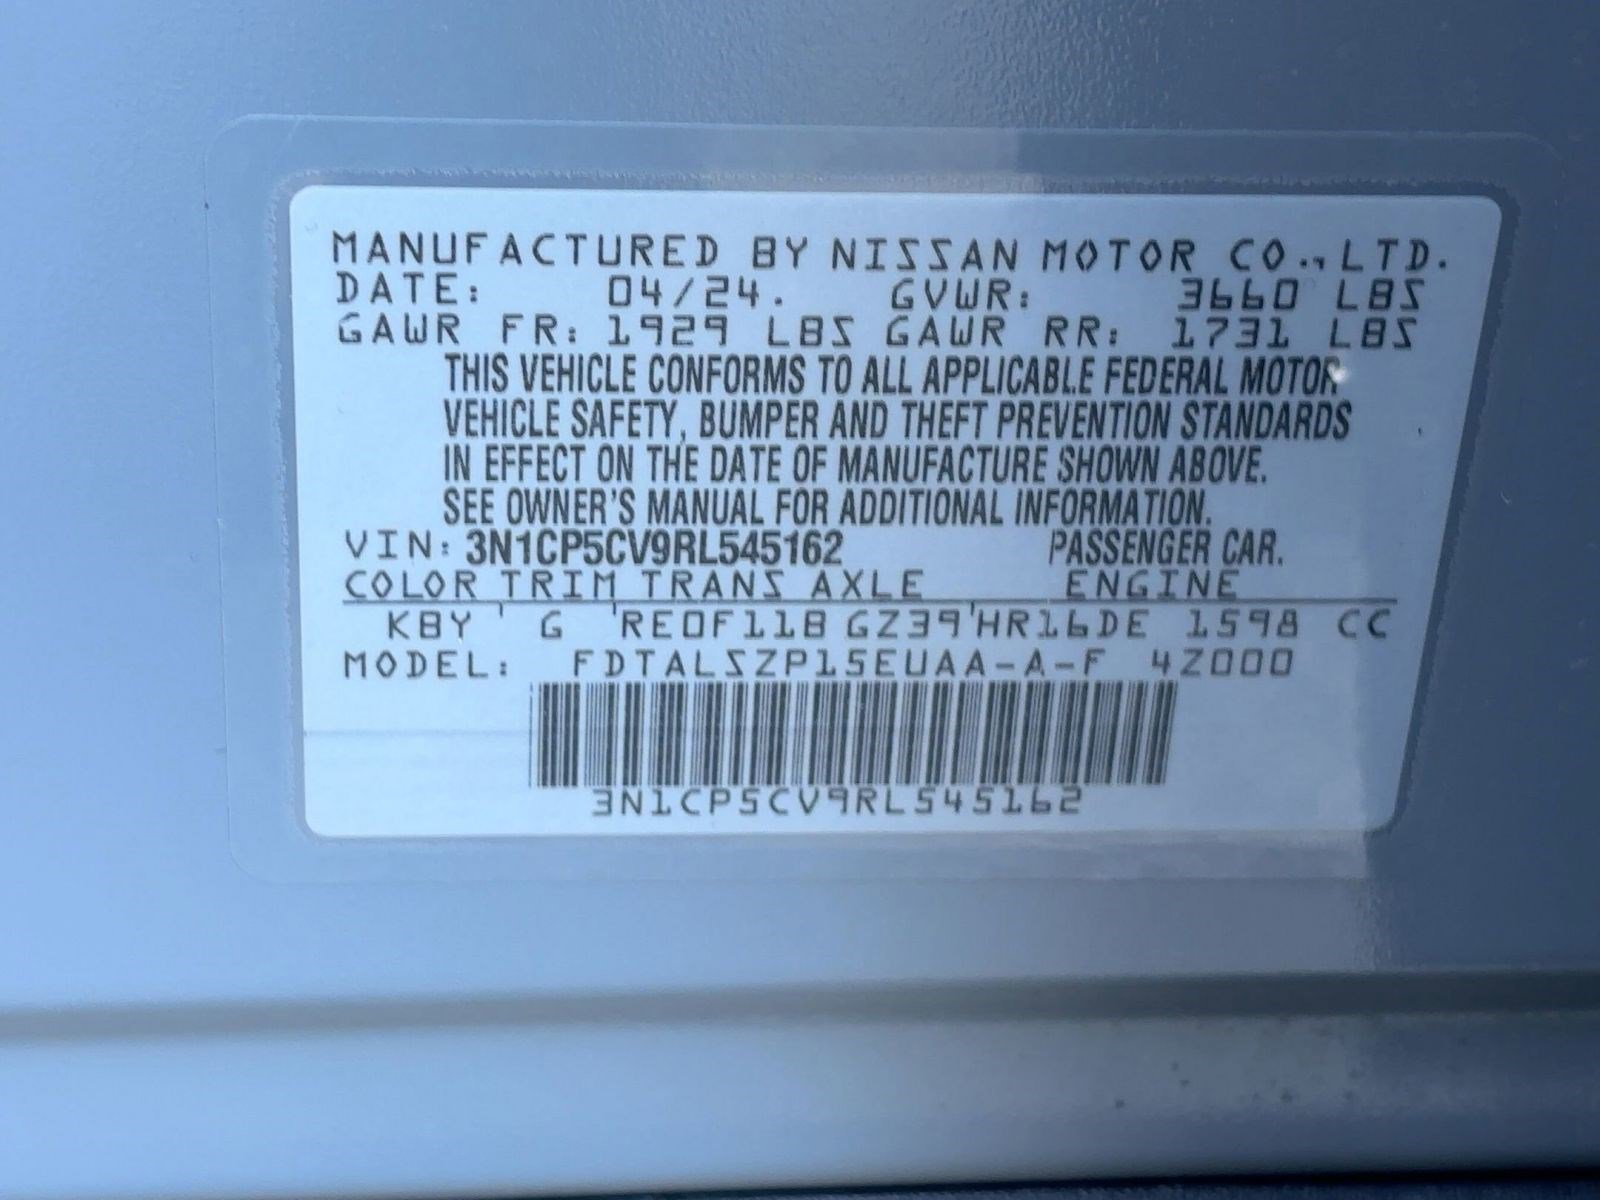 MANUFACTURED BY NISSAN MOTOR CO., LTD.
DATE: 04/24. GVWR: 3660 LBS
GAWR FR: 1929 LBS GAWR RR: 1731 LBS
THIS VEHICLE CONFORMS TO ALL APPLICABLE FEDERAL MOTOR
VEHICLE SAFETY, BUMPER AND THEFT PREVENTION STANDARDS
IN EFFECT ON THE DATE OF MANUFACTURE SHOWN ABOVE.
SEE OWNER'S MANUAL FOR ADDITIONAL INFORMATION.
VIN: 3N1CP5CV9RL545162 PASSENGER CAR.
COLOR TRIM TRANS AXLE ENGINE
KBY ' G 'RE0F11B GZ39'HR16DE 1598 CC
MODEL: FDTALSZP15EUAA-A-F 4Z000
3N1CP5CV9RL545162